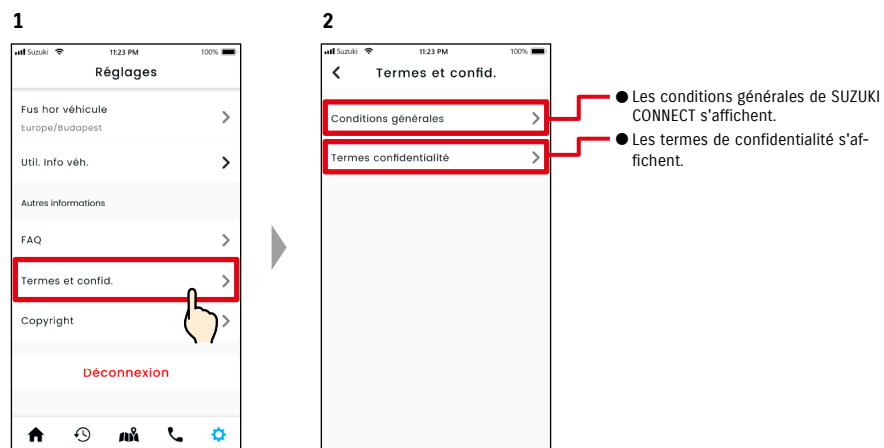 1
Suzuki 11:23 PM 100%
Réglages
Fus hor véhicule
Europe/Budapest
Util. Info véh.
Autres informations
FAQ
Termes et confid.
Copyright
Déconnexion
2
Suzuki 11:23 PM 100%
Termes et confid.
Conditions générales
Termes confidentialité
● Les conditions générales de SUZUKI
CONNECT s'affichent.
● Les termes de confidentialité s'af-
fichent.